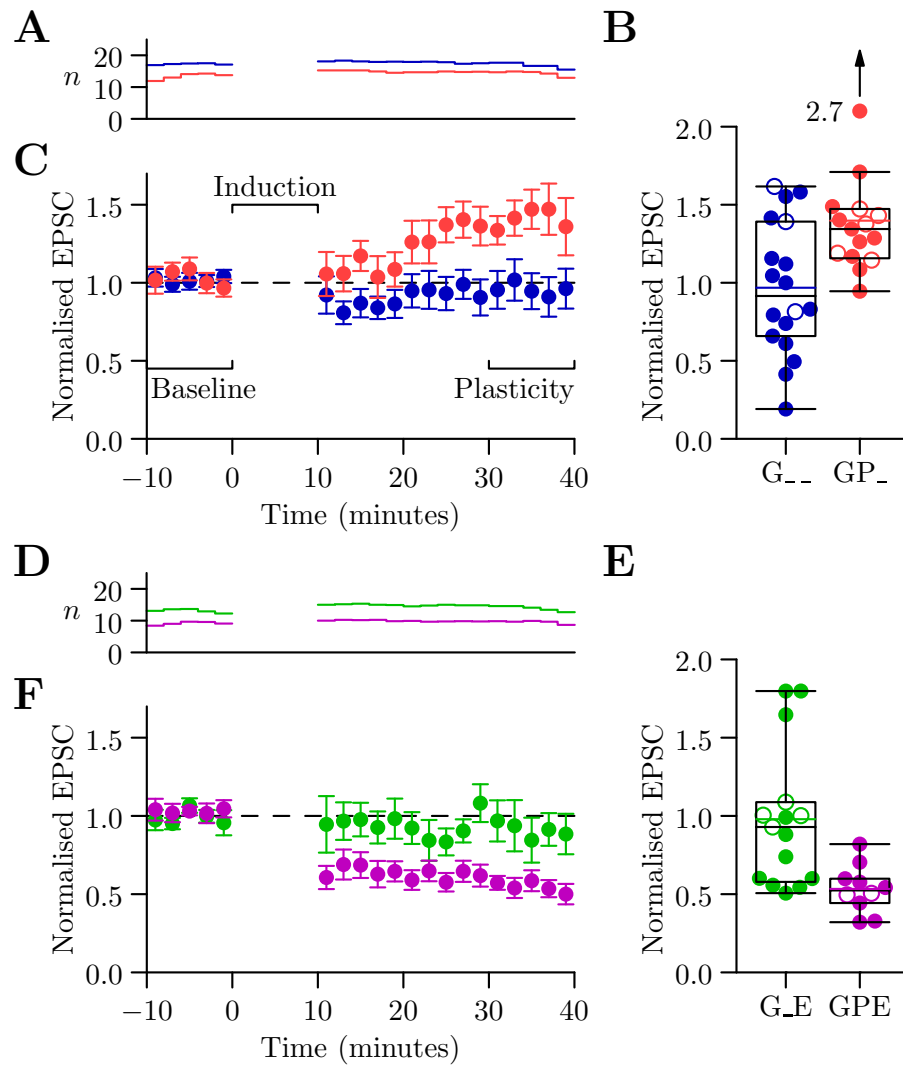 A
B
n
20
10
0
2.7
C
Normalised EPSC
1.5
1.0
0.5
0.0
Induction
Baseline
Plasticity
−10
0
10
20
30
40
Time (minutes)
Normalised EPSC
2.0
1.5
1.0
0.5
0.0
G_ _
GP_
D
E
n
20
10
0
F
Normalised EPSC
1.5
1.0
0.5
0.0
−10
0
10
20
30
40
Time (minutes)
Normalised EPSC
2.0
1.5
1.0
0.5
0.0
G_E
GPE